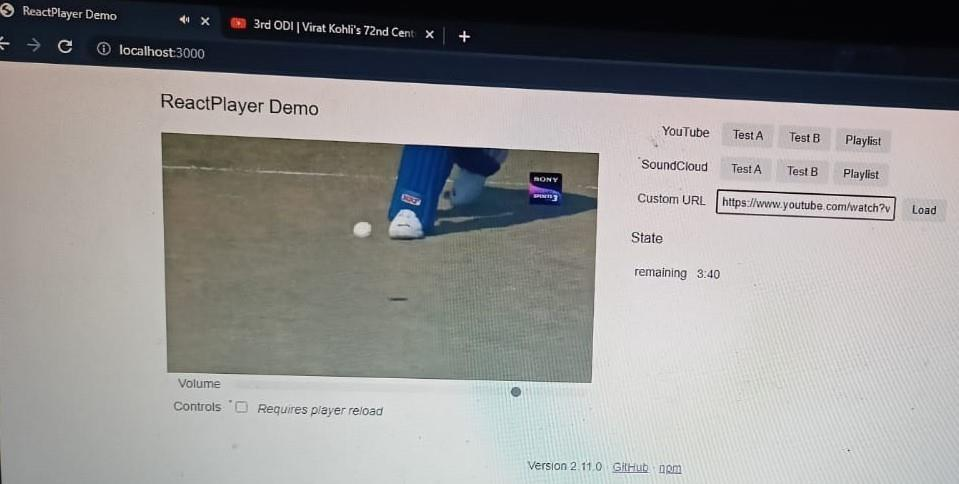 ReactPlayer Demo
3rd ODI | Virat Kohli's 72nd Cent
localhost:3000
ReactPlayer Demo
SONY
SPORTS 3
YouTube Test A Test B Playlist
SoundCloud Test A Test B Playlist
Custom URL https://www.youtube.com/watch?v Load
State
remaining 3:40
Volume
Controls Requires player reload
Version 2.11.0 · GitHub · npm